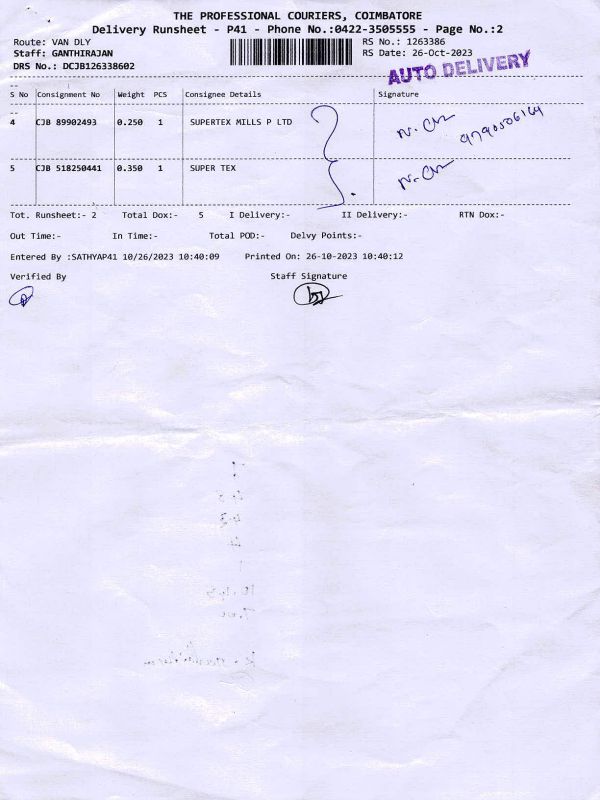 THE PROFESSIONAL COURIERS, COIMBATORE
Delivery Runsheet - P41 - Phone No.:0422-3505555 - Page No.:2
Route: VAN DLY
RS No.: 1263386
Staff: GANTHIRAJAN
RS Date: 26-Oct-2023
DRS No.: DCJB126338602
AUTO DELIVERY
S No Consignment No Weight PCS Consignee Details Signature
4 CJB 89902493 0.250 1 SUPERTEX MILLS P LTD
5 CJB 518250441 0.350 1 SUPER TEX
Tot. Runsheet:- 2 Total Dox:- 5 I Delivery:- II Delivery:- RTN Dox:-
Out Time:- In Time:- Total POD:- Delvy Points:-
Entered By :SATHYAP41 10/26/2023 10:40:09 Printed On: 26-10-2023 10:40:12
Verified By Staff Signature